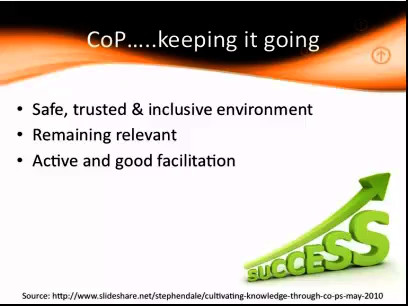 CoP.....keeping it going
• Safe, trusted & inclusive environment
• Remaining relevant
• Active and good facilitation
SUCCESS
Source: http://www.slideshare.net/stephendale/cultivating-knowledge-through-co-ps-may-2010